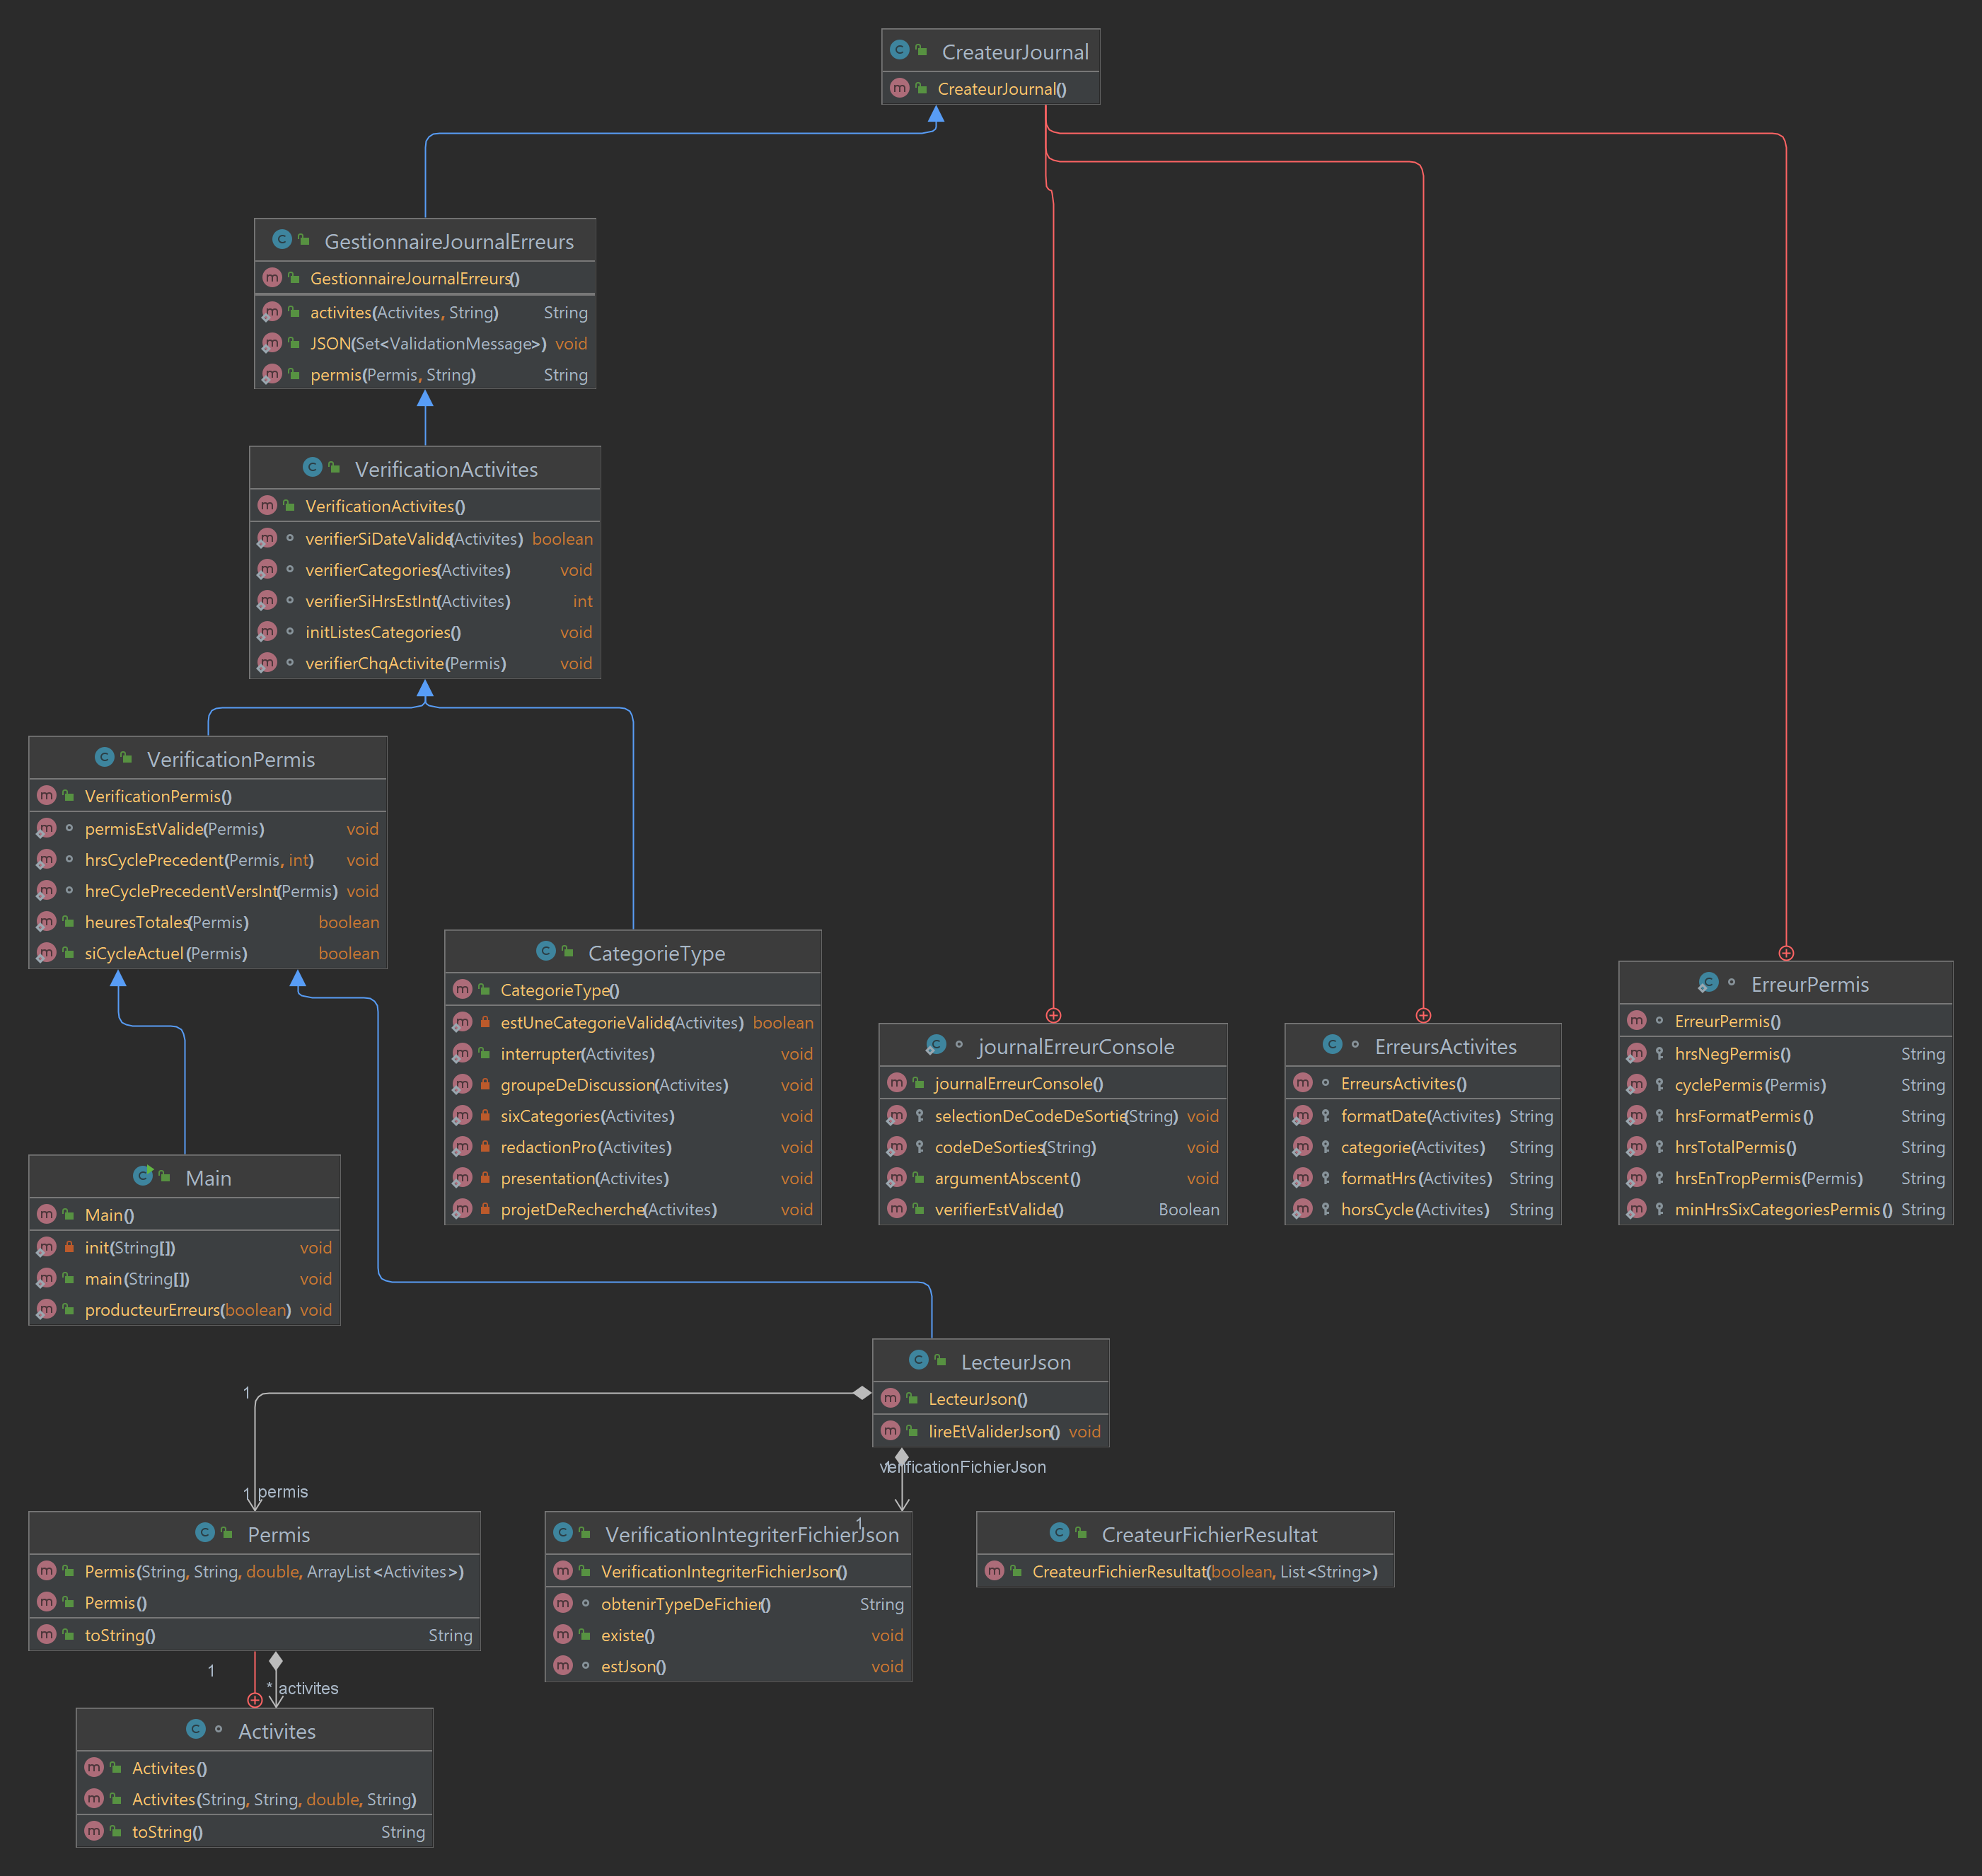 CreateurJournal
CreateurJournal()
GestionnaireJournalErreurs
GestionnaireJournalErreurs()
activites(Activites, String) String
JSON(Set<ValidationMessage>) void
permis(Permis, String) String
VerificationActivites
VerificationActivites()
verifierSiDateValide(Activites) boolean
verifierCategories(Activites) void
verifierSiHrsEstInt(Activites) int
initListesCategories() void
verifierChqActivite(Permis) void
VerificationPermis
VerificationPermis()
permisEstValide(Permis) void
hrsCyclePrecedent(Permis, int) void
hreCyclePrecedentVersInt(Permis) void
heuresTotales(Permis) boolean
siCycleActuel(Permis) boolean
CategorieType
CategorieType()
estUneCategorieValide(Activites) boolean
interrupter(Activites) void
groupeDeDiscussion(Activites) void
sixCategories(Activites) void
redactionPro(Activites) void
presentation(Activites) void
projetDeRecherche(Activites) void
journalErreurConsole
journalErreurConsole()
selectionDeCodeDeSortie(String) void
codeDeSorties(String) void
argumentAbscent() void
verifierEstValide() Boolean
ErreursActivites
ErreursActivites()
formatDate(Activites) String
categorie(Activites) String
formatHrs(Activites) String
horsCycle(Activites) String
ErreurPermis
ErreurPermis()
hrsNegPermis() String
cyclePermis(Permis) String
hrsFormatPermis() String
hrsTotalPermis() String
hrsEnTropPermis(Permis) String
minHrsSixCategoriesPermis() String
Main
Main()
init(String[]) void
main(String[]) void
producteurErreurs(boolean) void
LecteurJson
LecteurJson()
lireEtValiderJson() void
1
1
verificationFichierJson
1 permis
1
Permis
Permis(String, String, double, ArrayList<Activites>)
Permis()
toString() String
VerificationIntegriterFichierJson
VerificationIntegriterFichierJson()
obtenirTypeDeFichier() String
existe() void
estJson() void
CreateurFichierResultat
CreateurFichierResultat(boolean, List<String>)
1
* activites
Activites
Activites()
Activites(String, String, double, String)
toString() String